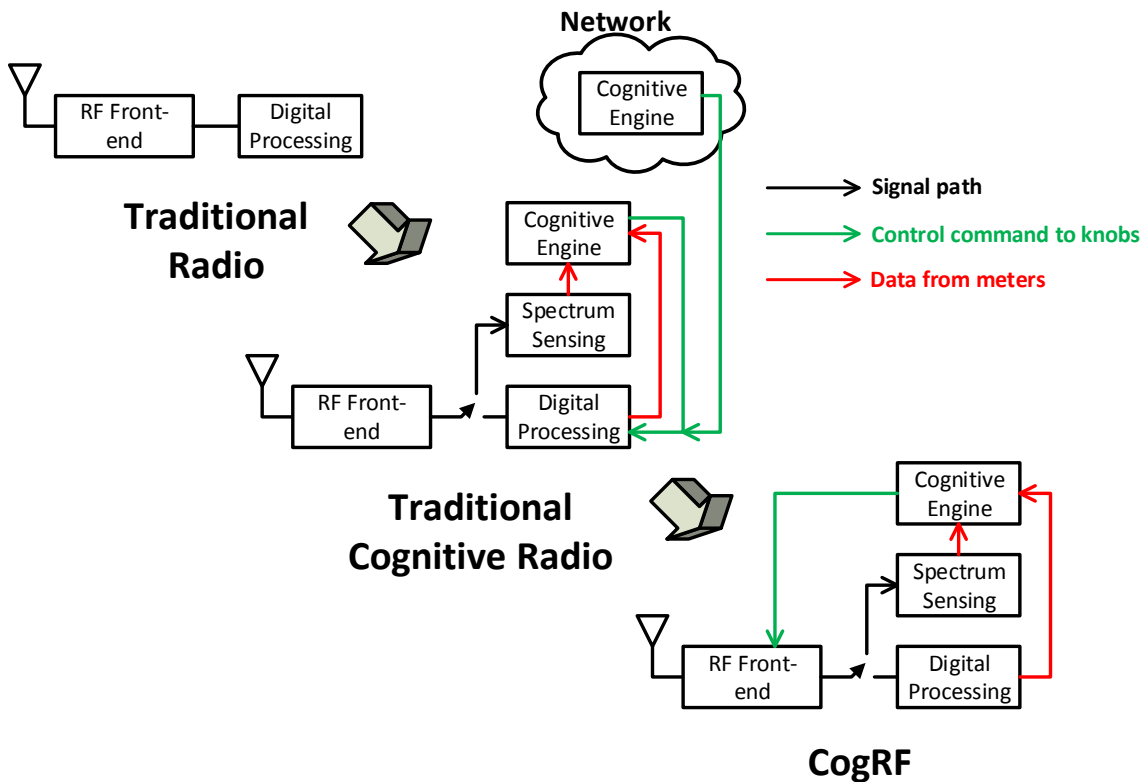 Network
Cognitive
Engine
RF Front-
end
Digital
Processing
Traditional
Radio
Signal path
Control command to knobs
Data from meters
Cognitive
Engine
Spectrum
Sensing
RF Front-
end
Digital
Processing
Traditional
Cognitive Radio
Cognitive
Engine
Spectrum
Sensing
RF Front-
end
Digital
Processing
CogRF